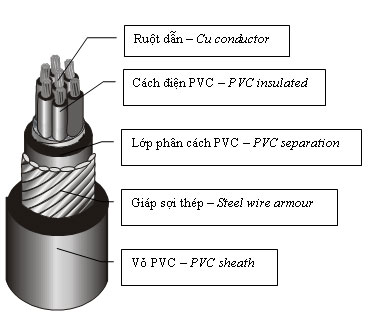 Ruột dẫn – Cu conductor
Cách điện PVC – PVC insulated
Lớp phân cách PVC – PVC separation
Giáp sợi thép – Steel wire armour
Vỏ PVC – PVC sheath